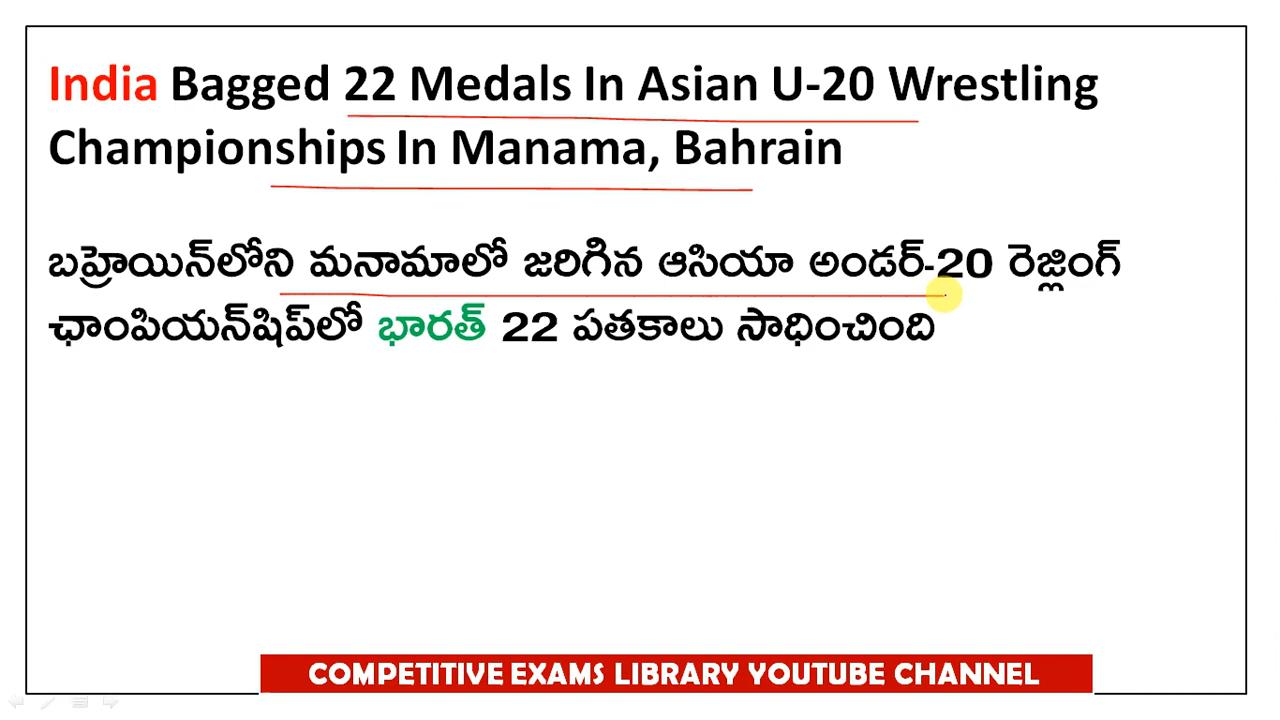 India Bagged 22 Medals In Asian U-20 Wrestling
Championships In Manama, Bahrain
బహ్రెయిన్‌లోని మనామాలో జరిగిన ఆసియా అండర్-20 రెజ్లింగ్
ఛాంపియన్‌షిప్‌లో భారత్ 22 పతకాలు సాధించింది
COMPETITIVE EXAMS LIBRARY YOUTUBE CHANNEL